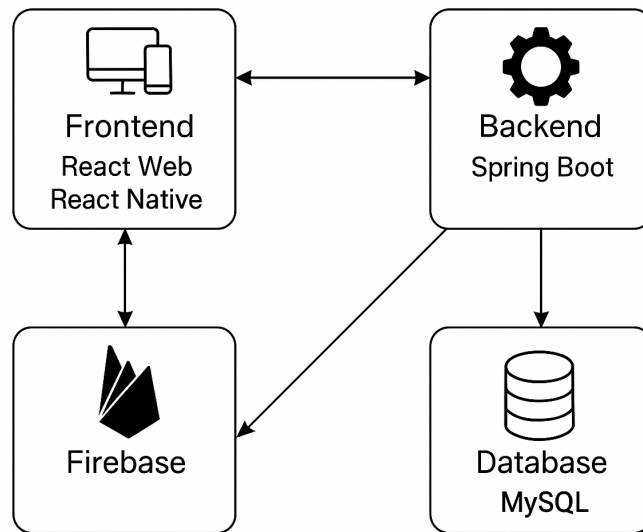 Frontend
React Web
React Native
Backend
Spring Boot
Firebase
Database
MySQL